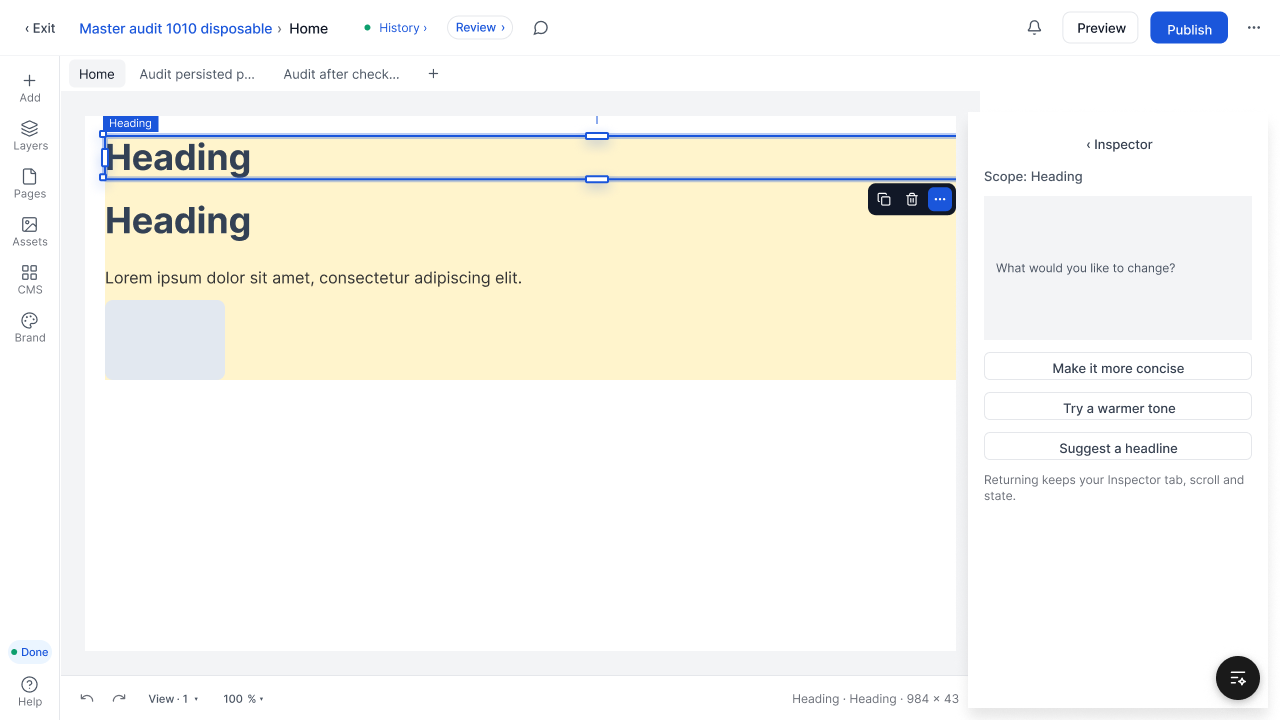 ‹ Exit
Master audit 1010 disposable › Home
History ›
Review ›
Preview
Publish
Home
Audit persisted p...
Audit after check...
Add
Layers
Pages
Assets
CMS
Brand
Done
Help
Heading
Heading
Heading
Lorem ipsum dolor sit amet, consectetur adipiscing elit.
‹ Inspector
Scope: Heading
What would you like to change?
Make it more concise
Try a warmer tone
Suggest a headline
Returning keeps your Inspector tab, scroll and
state.
View · 1
100 %
Heading · Heading · 984 × 43